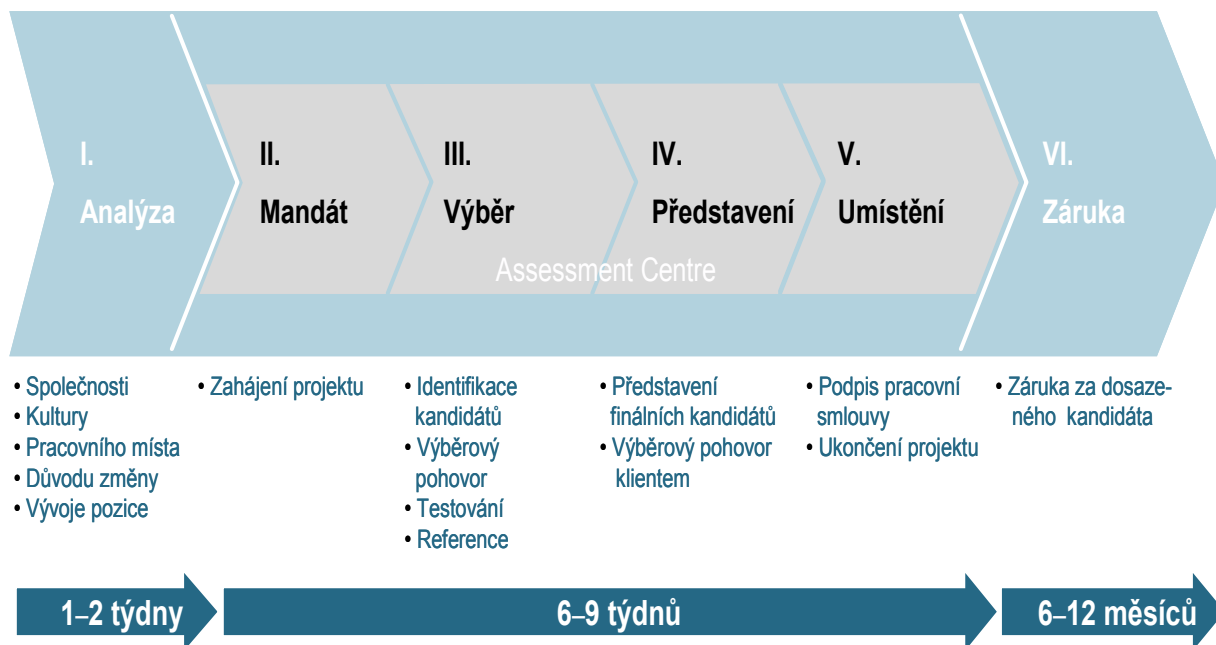 I.
Analýza
II.
Mandát
III.
Výběr
IV.
Představení
V.
Umístění
VI.
Záruka
Assessment Centre
• Společnosti
• Kultury
• Pracovního místa
• Důvodu změny
• Vývoje pozice
• Zahájení projektu
• Identifikace
kandidátů
• Výběrový
pohovor
• Testování
• Reference
• Představení
finálních kandidátů
• Výběrový pohovor
klientem
• Podpis pracovní
smlouvy
• Ukončení projektu
• Záruka za dosaze-
ného kandidáta
1–2 týdny
6–9 týdnů
6–12 měsíců